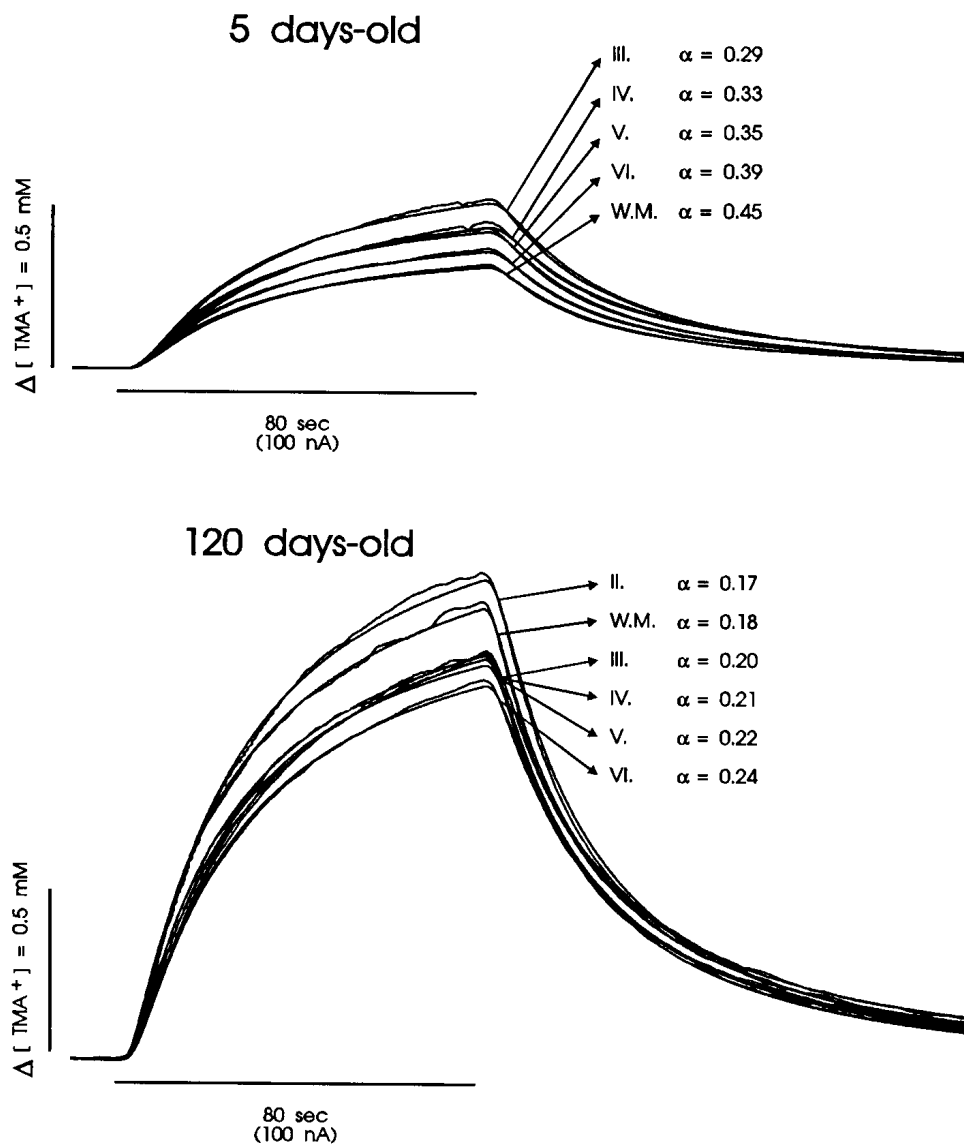 5 days-old
III. α = 0.29
IV. α = 0.33
V. α = 0.35
VI. α = 0.39
W.M. α = 0.45
Δ [ TMA+ ] = 0.5 mM
80 sec
(100 nA)
120 days-old
II. α = 0.17
W.M. α = 0.18
III. α = 0.20
IV. α = 0.21
V. α = 0.22
VI. α = 0.24
Δ [ TMA+ ] = 0.5 mM
80 sec
(100 nA)